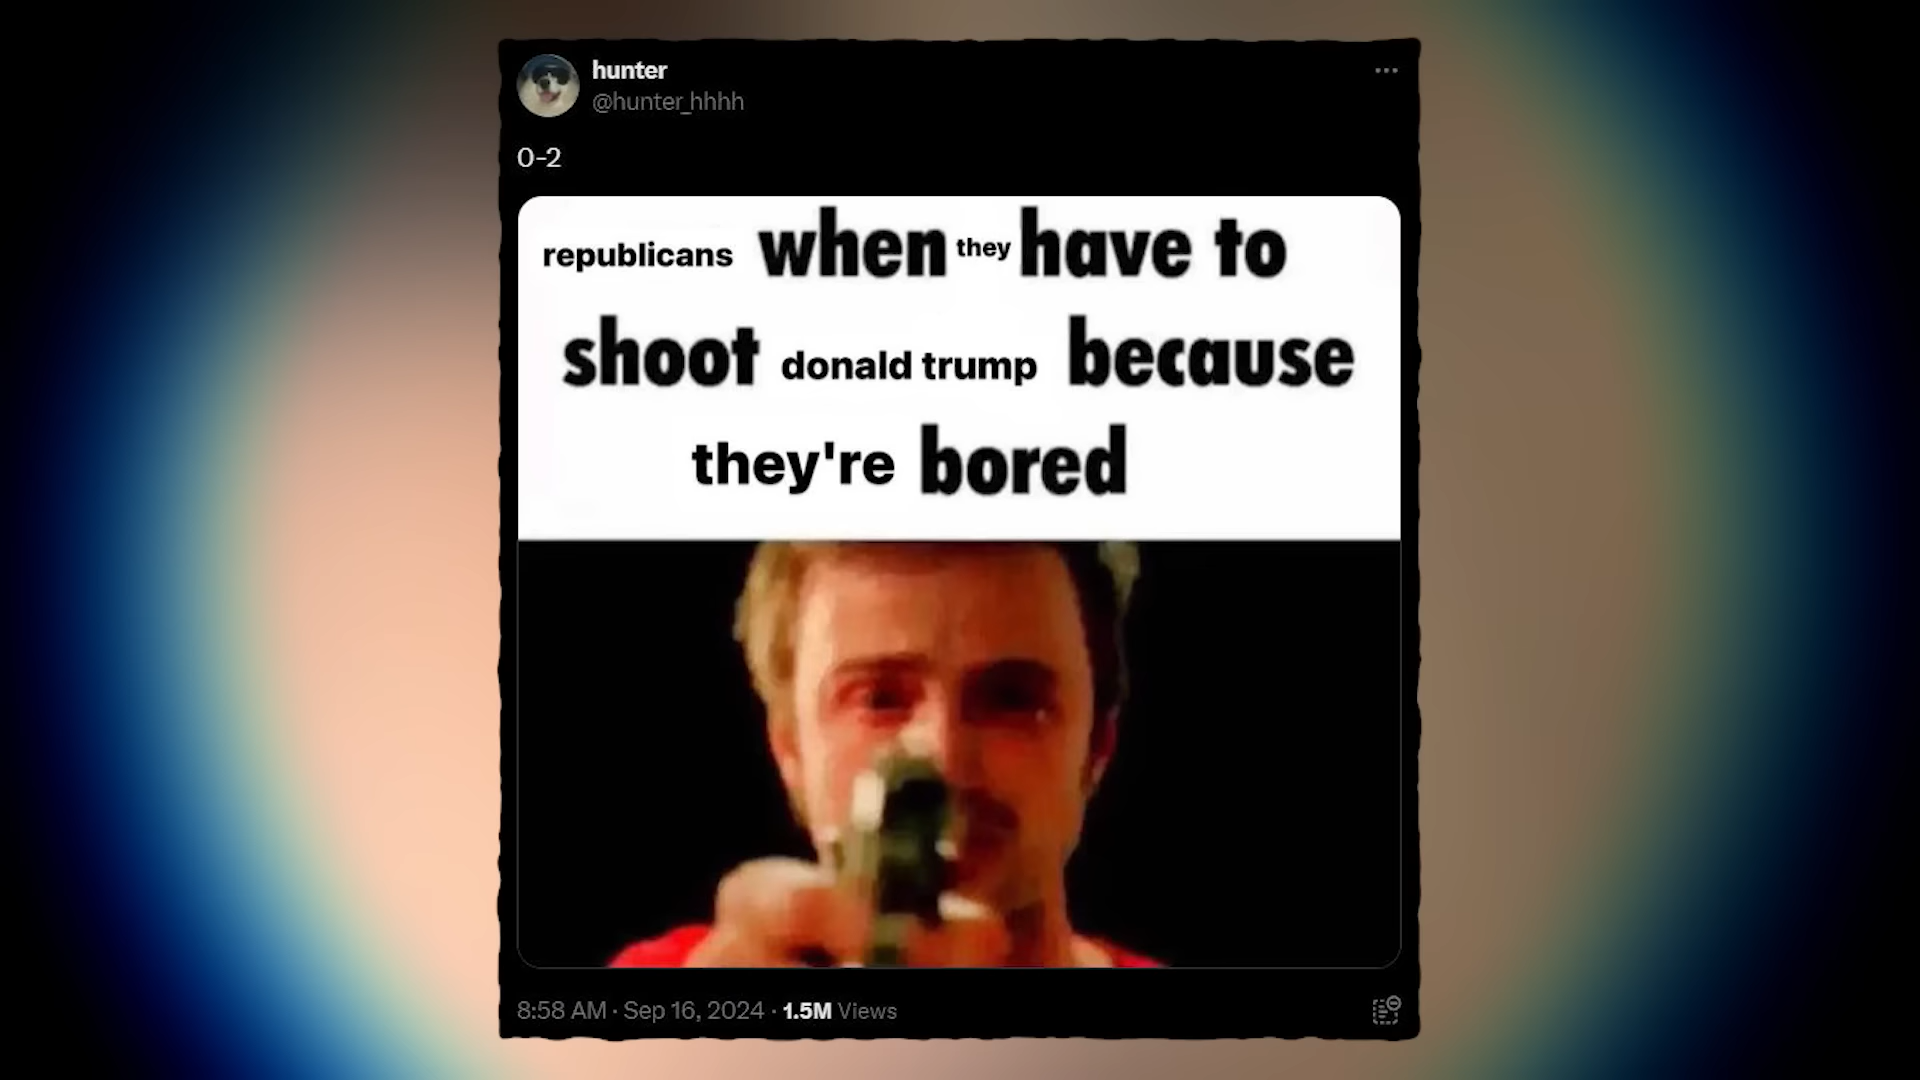 hunter
@hunter_hhhh
0-2
republicans when they have to
shoot donald trump because
they're bored
8:58 AM · Sep 16, 2024 · 1.5M Views